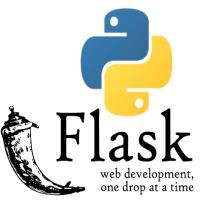 Flask
web development,
one drop at a time